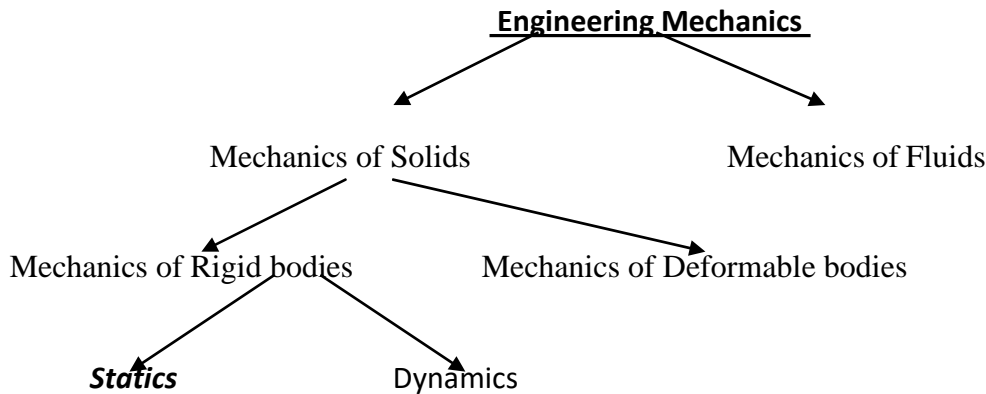 Engineering Mechanics
Mechanics of Solids Mechanics of Fluids
Mechanics of Rigid bodies Mechanics of Deformable bodies
Statics Dynamics